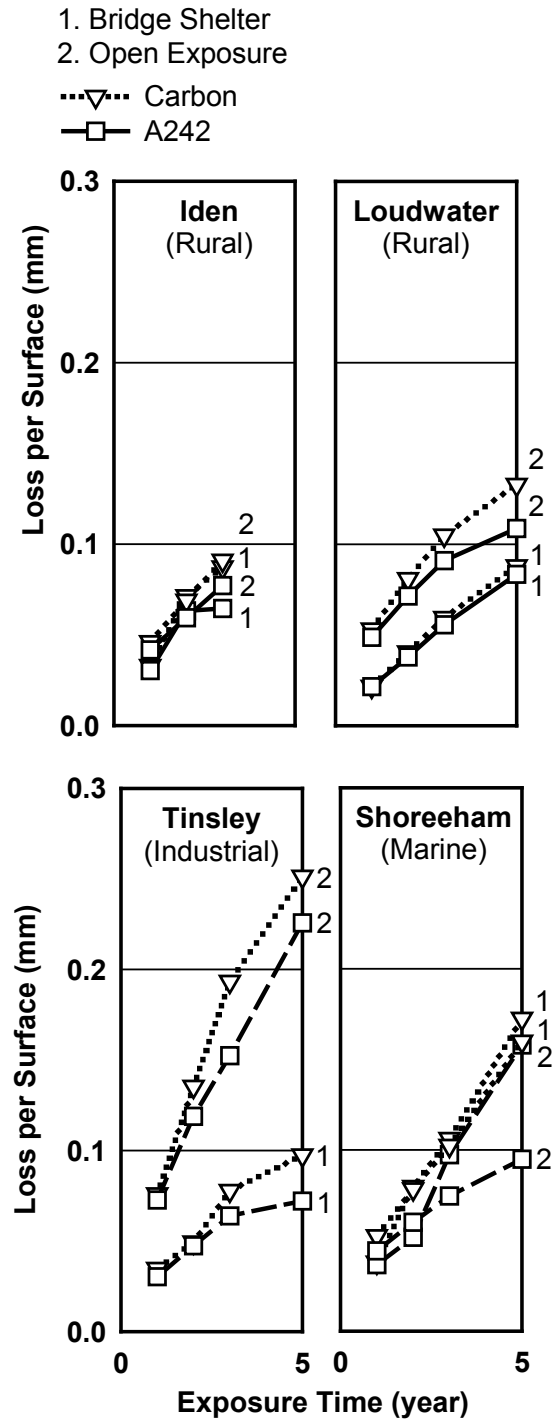 1. Bridge Shelter
2. Open Exposure
Carbon
A242
Loss per Surface (mm)
0.3
0.2
0.1
0.0
Iden
(Rural)
2
1
2
1
Loudwater
(Rural)
2
2
1
1
Loss per Surface (mm)
0.3
0.2
0.1
0.0
Tinsley
(Industrial)
2
2
1
1
Shoreeham
(Marine)
1
1
2
2
0 5 0 5
Exposure Time (year)